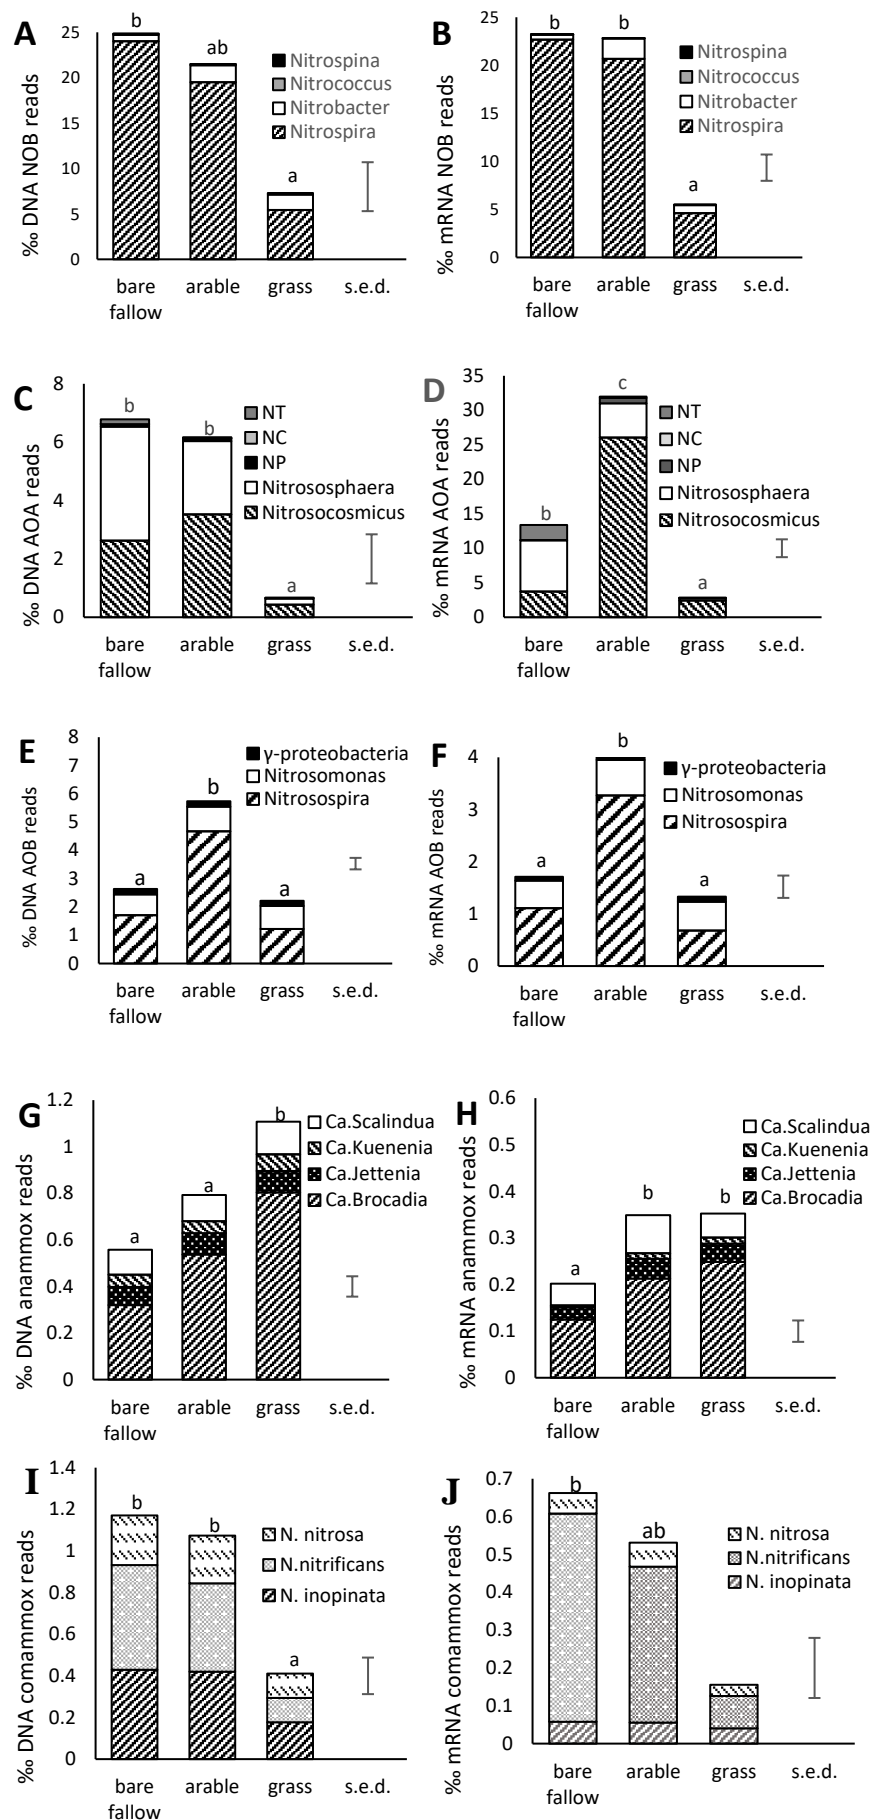 A
‰ DNA NOB reads
25
20
15
10
5
0
b
ab
a
Nitrospina
Nitrococcus
Nitrobacter
Nitrospira
bare fallow
arable
grass
s.e.d.
B
‰ mRNA NOB reads
25
20
15
10
5
0
b
b
a
Nitrospina
Nitrococcus
Nitrobacter
Nitrospira
bare fallow
arable
grass
s.e.d.
C
‰ DNA AOA reads
8
6
4
2
0
b
b
a
NT
NC
NP
Nitrososphaera
Nitrosocosmicus
bare fallow
arable
grass
s.e.d.
D
‰ mRNA AOA reads
35
30
25
20
15
10
5
0
b
c
a
NT
NC
NP
Nitrososphaera
Nitrosocosmicus
bare fallow
arable
grass
s.e.d.
E
‰ DNA AOB reads
8
7
6
5
4
3
2
1
0
a
b
a
γ-proteobacteria
Nitrosomonas
Nitrosospira
bare fallow
arable
grass
s.e.d.
F
‰ mRNA AOB reads
4
3
2
1
0
a
b
a
γ-proteobacteria
Nitrosomonas
Nitrosospira
bare fallow
arable
grass
s.e.d.
G
‰ DNA anammox reads
1.2
1
0.8
0.6
0.4
0.2
0
a
a
b
Ca.Scalindua
Ca.Kuenenia
Ca.Jettenia
Ca.Brocadia
bare fallow
arable
grass
s.e.d.
H
‰ mRNA anammox reads
0.6
0.5
0.4
0.3
0.2
0.1
0
a
b
b
Ca.Scalindua
Ca.Kuenenia
Ca.Jettenia
Ca.Brocadia
bare fallow
arable
grass
s.e.d.
I
‰ DNA comammox reads
1.4
1.2
1
0.8
0.6
0.4
0.2
0
b
b
a
N. nitrosa
N.nitrificans
N. inopinata
bare fallow
arable
grass
s.e.d.
J
‰ mRNA comammox reads
0.7
0.6
0.5
0.4
0.3
0.2
0.1
0
b
ab
N. nitrosa
N.nitrificans
N. inopinata
bare fallow
arable
grass
s.e.d.